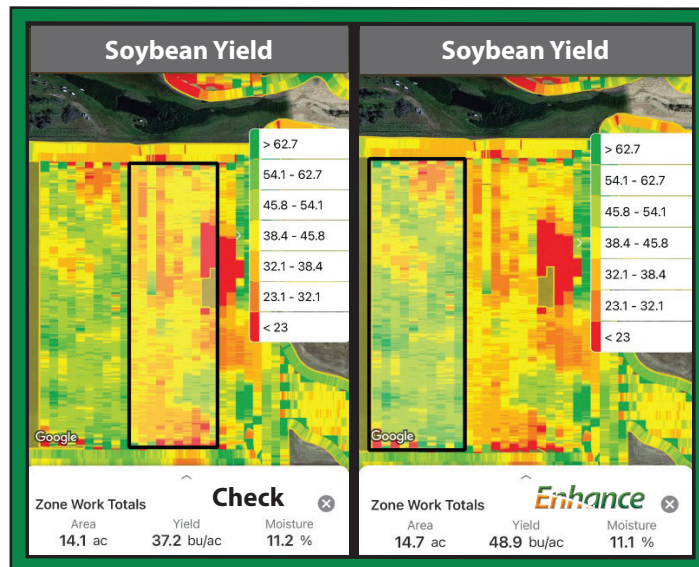 Soybean Yield
> 62.7
54.1 - 62.7
45.8 - 54.1
38.4 - 45.8
32.1 - 38.4
23.1 - 32.1
< 23
Google
Zone Work Totals
Check
Area
Yield
Moisture
14.1 ac
37.2 bu/ac
11.2 %
Soybean Yield
> 62.7
54.1 - 62.7
45.8 - 54.1
38.4 - 45.8
32.1 - 38.4
23.1 - 32.1
< 23
Google
Zone Work Totals
Enhance
Area
Yield
Moisture
14.7 ac
48.9 bu/ac
11.1 %